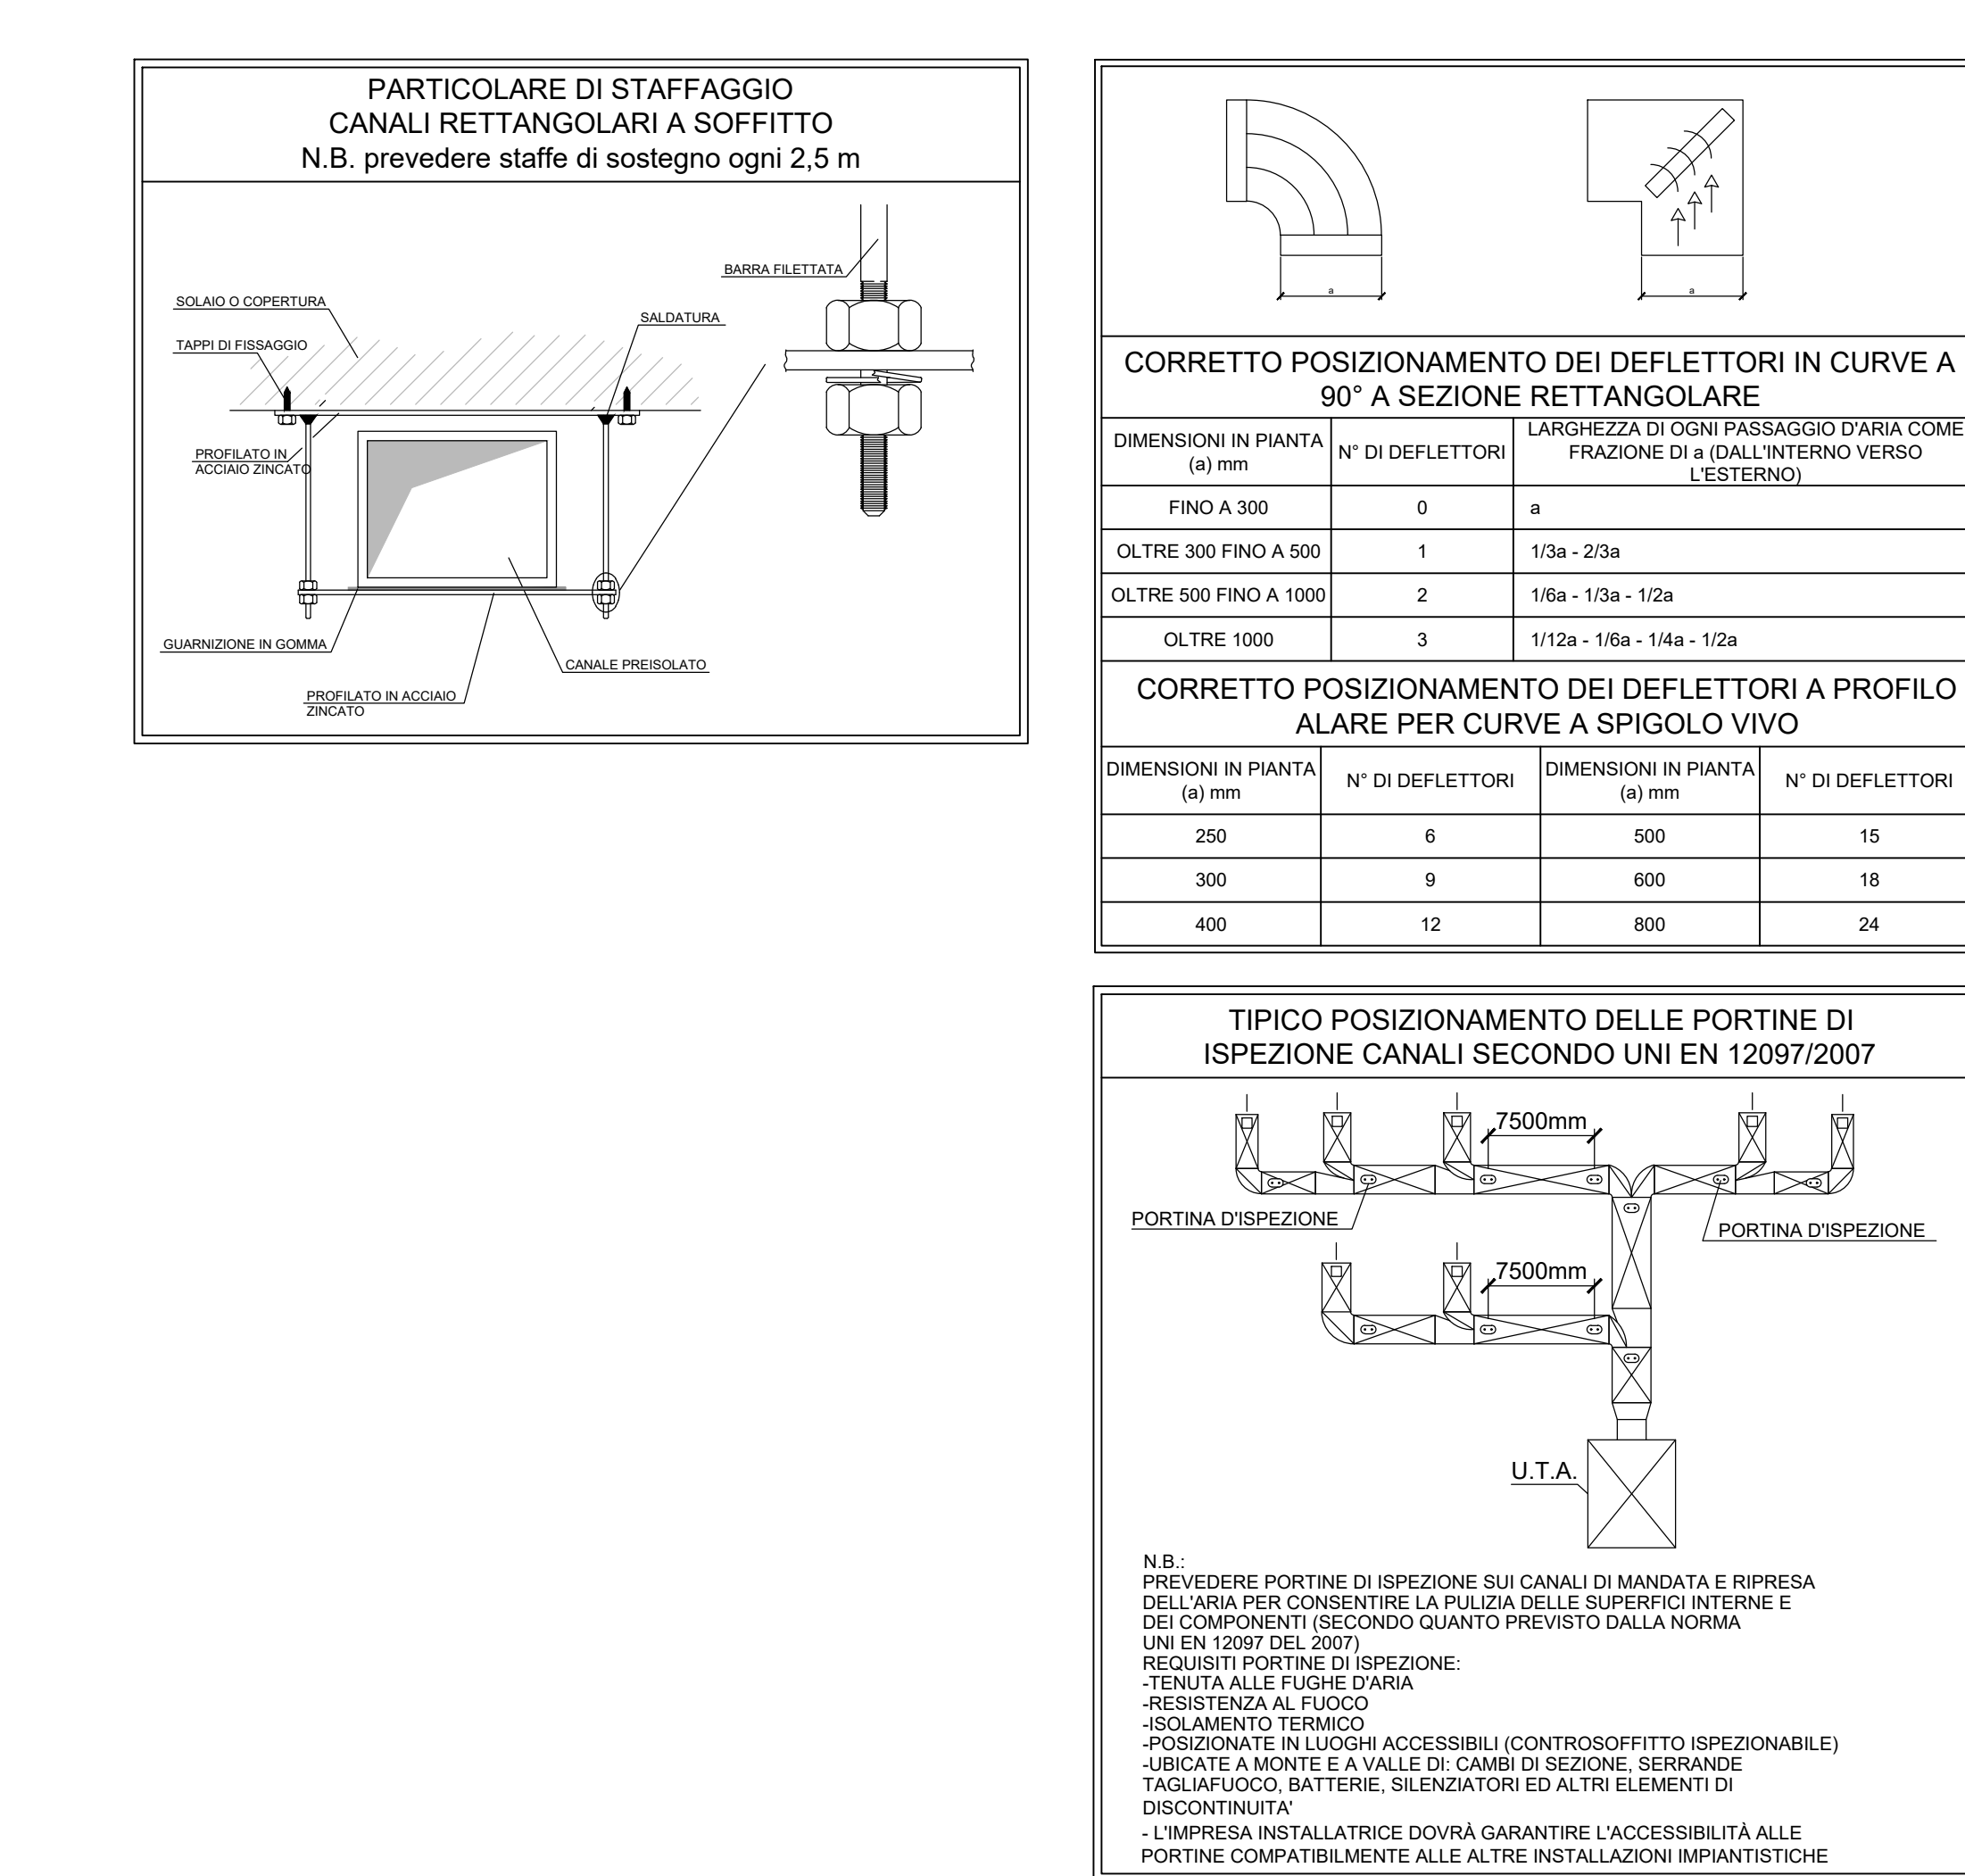 PARTICOLARE DI STAFFAGGIO
CANALI RETTANGOLARI A SOFFITTO
N.B. prevedere staffe di sostegno ogni 2,5 m
BARRA FILETTATA
SOLAIO O COPERTURA
SALDATURA
TAPPI DI FISSAGGIO
PROFILATO IN
ACCIAIO ZINCATO
GUARNIZIONE IN GOMMA
CANALE PREISOLATO
PROFILATO IN ACCIAIO
ZINCATO
a a
CORRETTO POSIZIONAMENTO DEI DEFLETTORI IN CURVE A
90° A SEZIONE RETTANGOLARE
DIMENSIONI IN PIANTA
(a) mm
N° DI DEFLETTORI
LARGHEZZA DI OGNI PASSAGGIO D'ARIA COME
FRAZIONE DI a (DALL'INTERNO VERSO
L'ESTERNO)
FINO A 300 0 a
OLTRE 300 FINO A 500 1 1/3a - 2/3a
OLTRE 500 FINO A 1000 2 1/6a - 1/3a - 1/2a
OLTRE 1000 3 1/12a - 1/6a - 1/4a - 1/2a
CORRETTO POSIZIONAMENTO DEI DEFLETTORI A PROFILO
ALARE PER CURVE A SPIGOLO VIVO
DIMENSIONI IN PIANTA
(a) mm
N° DI DEFLETTORI
DIMENSIONI IN PIANTA
(a) mm
N° DI DEFLETTORI
250 6 500 15
300 9 600 18
400 12 800 24
TIPICO POSIZIONAMENTO DELLE PORTINE DI
ISPEZIONE CANALI SECONDO UNI EN 12097/2007
7500mm
PORTINA D'ISPEZIONE
PORTINA D'ISPEZIONE
7500mm
U.T.A.
N.B.:
PREVEDERE PORTINE DI ISPEZIONE SUI CANALI DI MANDATA E RIPRESA
DELL'ARIA PER CONSENTIRE LA PULIZIA DELLE SUPERFICI INTERNE E
DEI COMPONENTI (SECONDO QUANTO PREVISTO DALLA NORMA
UNI EN 12097 DEL 2007)
REQUISITI PORTINE DI ISPEZIONE:
-TENUTA ALLE FUGHE D'ARIA
-RESISTENZA AL FUOCO
-ISOLAMENTO TERMICO
-POSIZIONATE IN LUOGHI ACCESSIBILI (CONTROSOFFITTO ISPEZIONABILE)
-UBICATE A MONTE E A VALLE DI: CAMBI DI SEZIONE, SERRANDE
TAGLIAFUOCO, BATTERIE, SILENZIATORI ED ALTRI ELEMENTI DI
DISCONTINUITA'
- L'IMPRESA INSTALLATRICE DOVRÀ GARANTIRE L'ACCESSIBILITÀ ALLE
PORTINE COMPATIBILMENTE ALLE ALTRE INSTALLAZIONI IMPIANTISTICHE